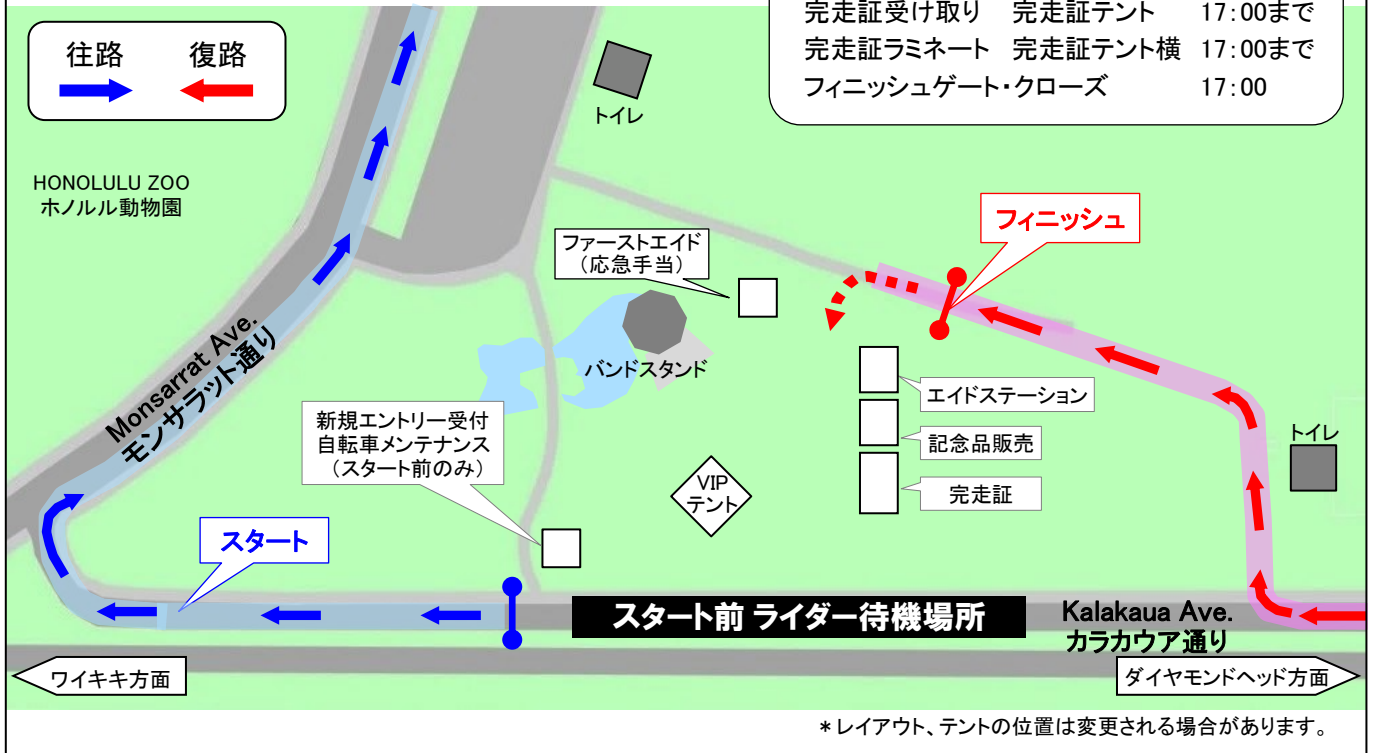 完走証受け取り 完走証テント 17:00まで
完走証ラミネート 完走証テント横 17:00まで
フィニッシュゲート・クローズ 17:00
往路 復路
トイレ
HONOLULU ZOO
ホノルル動物園
フィニッシュ
ファーストエイド
（応急手当）
Monsarrat Ave.
モンサラット通り
バンドスタンド
エイドステーション
新規エントリー受付
自転車メンテナンス
（スタート前のみ）
記念品販売
トイレ
VIP
テント
完走証
スタート
スタート前 ライダー待機場所
Kalakaua Ave.
カラカウア通り
ワイキキ方面
ダイヤモンドヘッド方面
＊レイアウト、テントの位置は変更される場合があります。